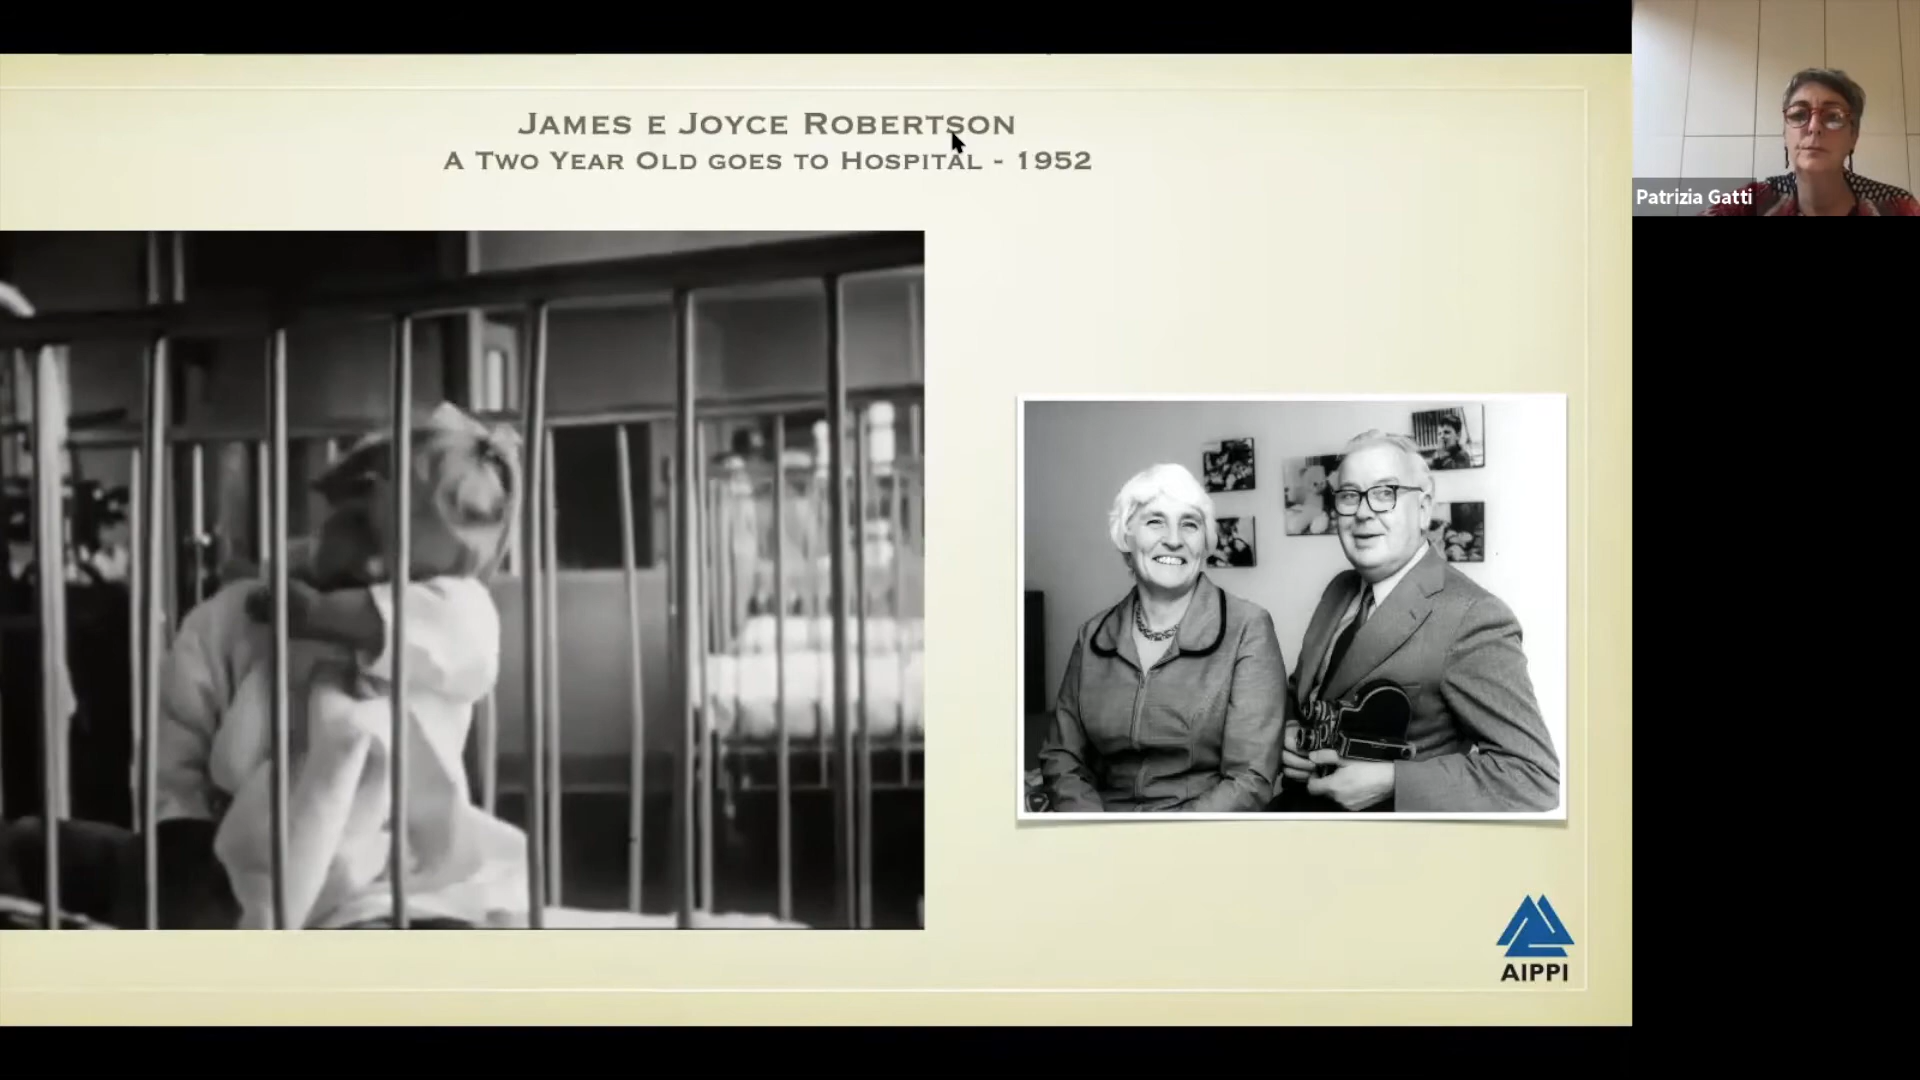 James e Joyce Robertson
A Two Year Old goes to Hospital - 1952
Patrizia Gatti
AIPPI